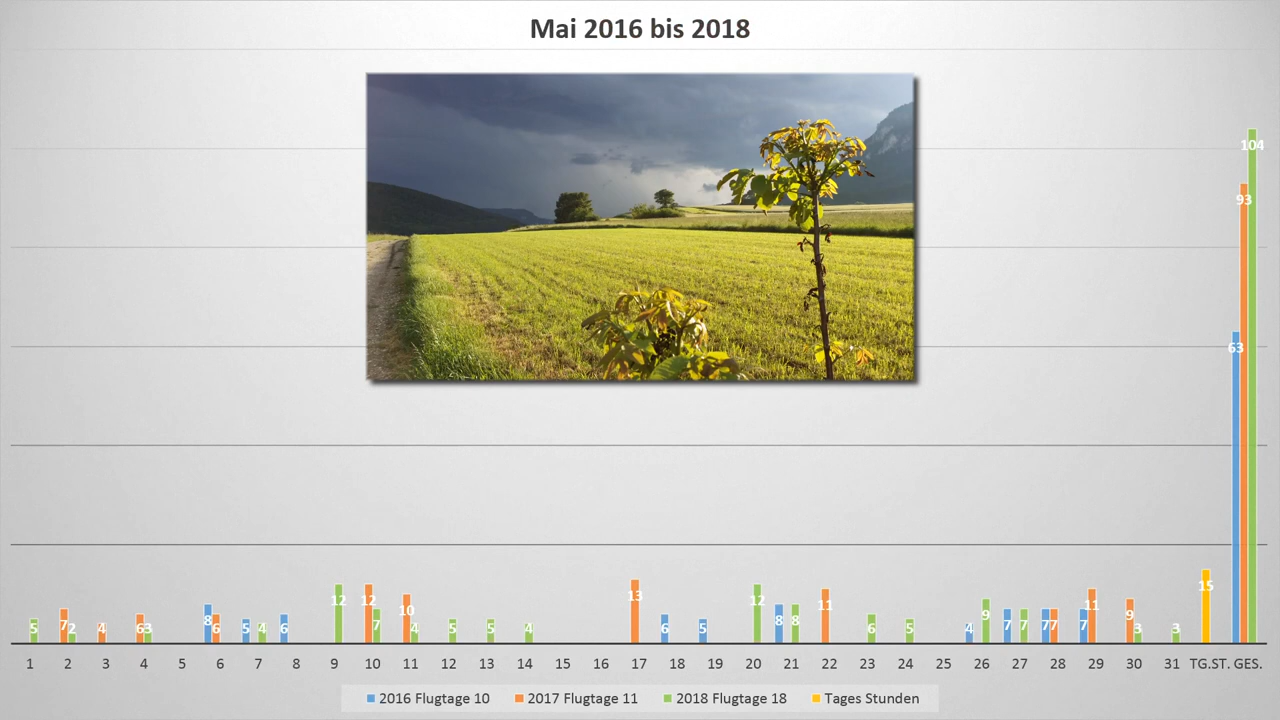 Mai 2016 bis 2018
104
93
63
15
13
12 12 12
10 11 11
5 7 2 4 6 3 8 6 5 4 6 7 4 5 5 4 6 5 8 8 6 5 4 9 7 7 7 7 7 9 3 3
1 2 3 4 5 6 7 8 9 10 11 12 13 14 15 16 17 18 19 20 21 22 23 24 25 26 27 28 29 30 31 TG.ST. GES.
2016 Flugtage 10 2017 Flugtage 11 2018 Flugtage 18 Tages Stunden